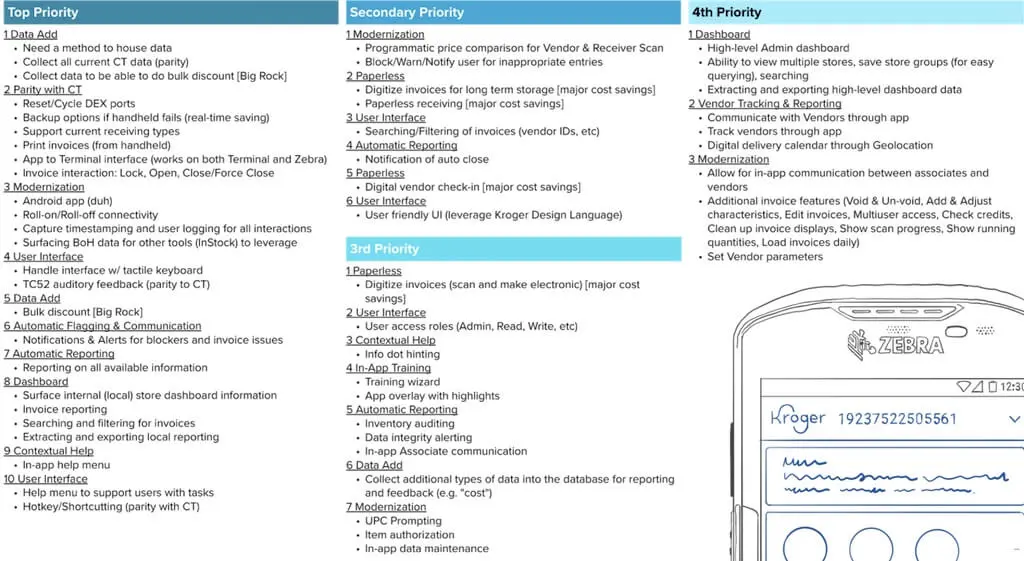 Top Priority
1 Data Add
• Need a method to house data
• Collect all current CT data (parity)
• Collect data to be able to do bulk discount [Big Rock]
2 Parity with CT
• Reset/Cycle DEX ports
• Backup options if handheld fails (real-time saving)
• Support current receiving types
• Print invoices (from handheld)
• App to Terminal interface (works on both Terminal and Zebra)
• Invoice interaction: Lock, Open, Close/Force Close
3 Modernization
• Android app (duh)
• Roll-on/Roll-off connectivity
• Capture timestamping and user logging for all interactions
• Surfacing BoH data for other tools (InStock) to leverage
4 User Interface
• Handle interface w/ tactile keyboard
• TC52 auditory feedback (parity to CT)
5 Data Add
• Bulk discount [Big Rock]
6 Automatic Flagging & Communication
• Notifications & Alerts for blockers and invoice issues
7 Automatic Reporting
• Reporting on all available information
8 Dashboard
• Surface internal (local) store dashboard information
• Invoice reporting
• Searching and filtering for invoices
• Extracting and exporting local reporting
9 Contextual Help
• In-app help menu
10 User Interface
• Help menu to support users with tasks
• Hotkey/Shortcutting (parity with CT)
Secondary Priority
1 Modernization
• Programmatic price comparison for Vendor & Receiver Scan
• Block/Warn/Notify user for inappropriate entries
2 Paperless
• Digitize invoices for long term storage [major cost savings]
• Paperless receiving [major cost savings]
3 User Interface
• Searching/Filtering of invoices (vendor IDs, etc)
4 Automatic Reporting
• Notification of auto close
5 Paperless
• Digital vendor check-in [major cost savings]
6 User Interface
• User friendly UI (leverage Kroger Design Language)
3rd Priority
1 Paperless
• Digitize invoices (scan and make electronic) [major cost
savings]
2 User Interface
• User access roles (Admin, Read, Write, etc)
3 Contextual Help
• Info dot hinting
4 In-App Training
• Training wizard
• App overlay with highlights
5 Automatic Reporting
• Inventory auditing
• Data integrity alerting
• In-app Associate communication
6 Data Add
• Collect additional types of data into the database for reporting
and feedback (e.g. "cost")
7 Modernization
• UPC Prompting
• Item authorization
• In-app data maintenance
4th Priority
1 Dashboard
• High-level Admin dashboard
• Ability to view multiple stores, save store groups (for easy
querying), searching
• Extracting and exporting high-level dashboard data
2 Vendor Tracking & Reporting
• Communicate with Vendors through app
• Track vendors through app
• Digital delivery calendar through Geolocation
3 Modernization
• Allow for in-app communication between associates and
vendors
• Additional invoice features (Void & Un-void, Add & Adjust
characteristics, Edit invoices, Multiuser access, Check credits,
Clean up invoice displays, Show scan progress, Show running
quantities, Load invoices daily)
• Set Vendor parameters
ZEBRA
12:30
Kroger 19237522505561